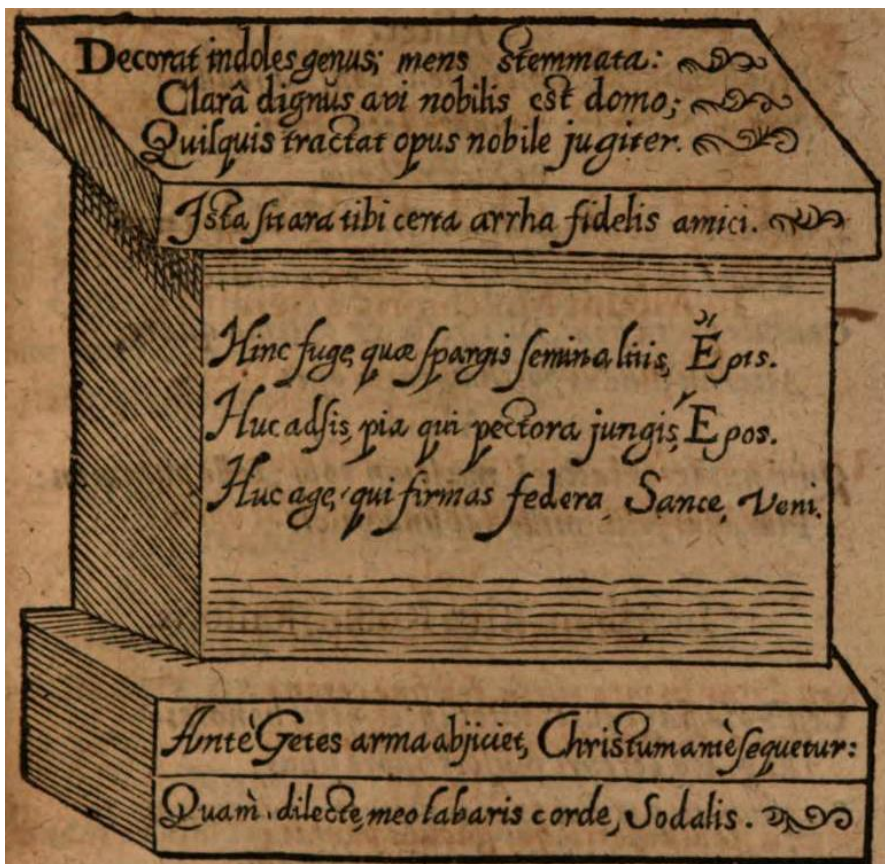 Decorat indoles genus; mens stemmata:
Clarâ dignus avi nobilis est domo;
Quisquis tractat opus nobile jugiter.
Ista sit ara tibi certa arrha fidelis amici.
Hinc fuge, quæ spargis semina litis, Ἔρις.
Huc adsis, pia qui pectora jungis, Ἔρος.
Huc age, qui firmas federa, Sance, Veni.
Antè Getes arma abjiciet, Christum antè sequetur:
Quam̀, dilecte, meo labaris corde, Sodalis.